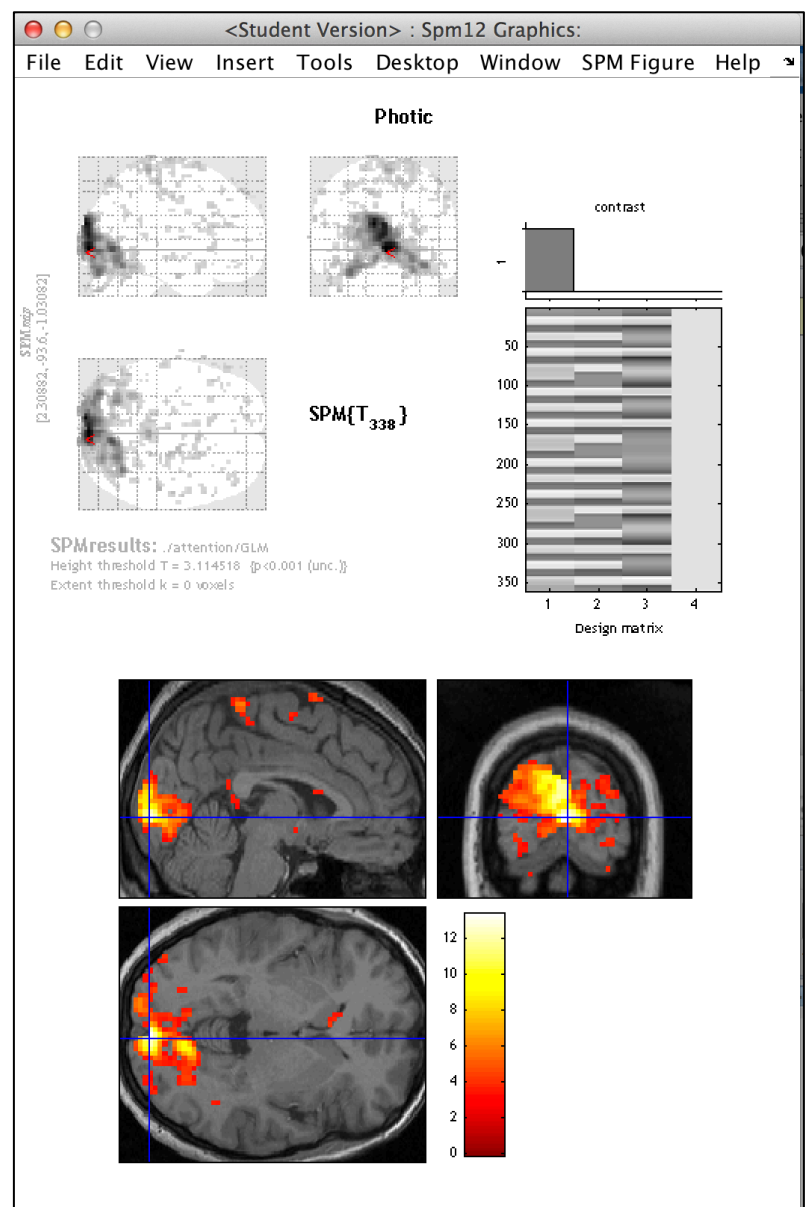 <Student Version> : Spm12 Graphics:
File Edit View Insert Tools Desktop Window SPM Figure Help
Photic
SPMmip
[2.30882, -93.6, -1.03082]
SPM{T338}
contrast
1
50
100
150
200
250
300
350
1 2 3 4
Design matrix
SPMresults: ./attention/GLM
Height threshold T = 3.114518 {p<0.001 (unc.)}
Extent threshold k = 0 voxels
12
10
8
6
4
2
0